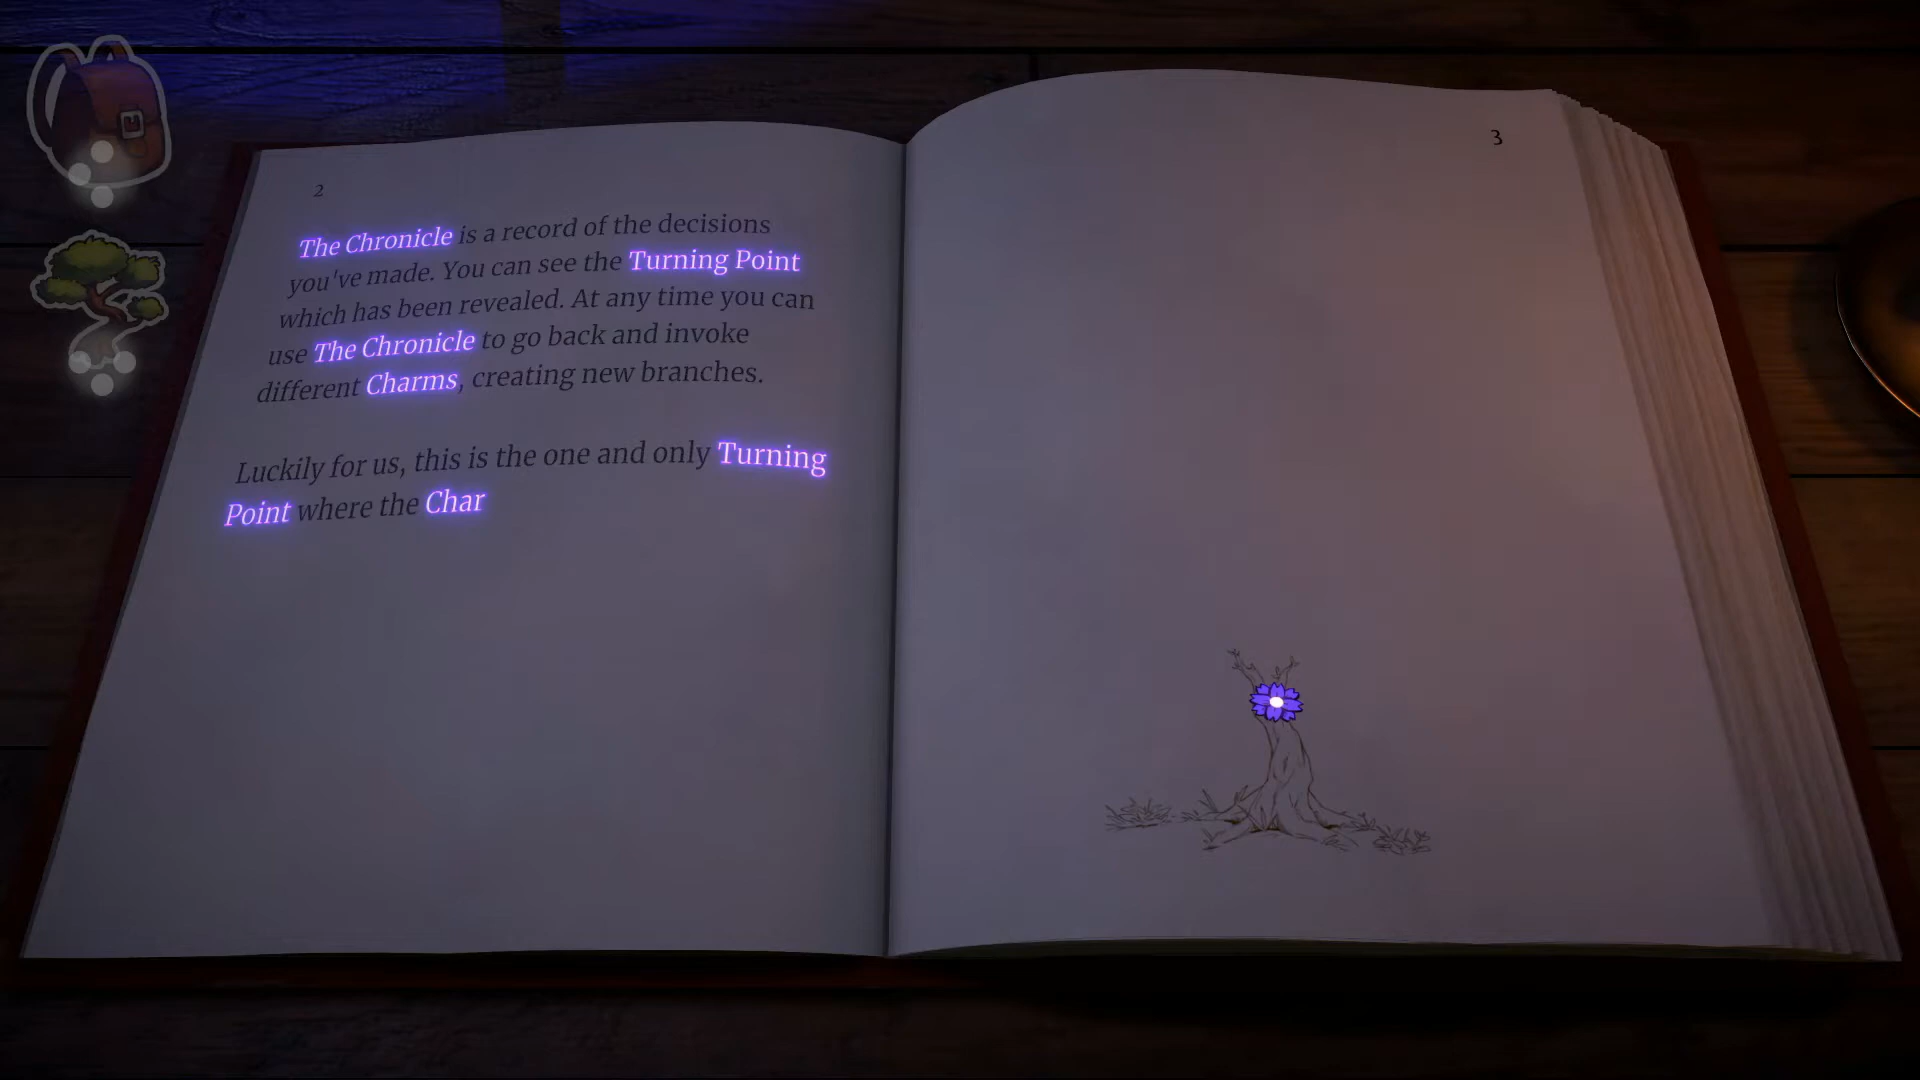 2
The Chronicle is a record of the decisions
you've made. You can see the Turning Point
which has been revealed. At any time you can
use The Chronicle to go back and invoke
different Charms, creating new branches.
Luckily for us, this is the one and only Turning
Point where the Char
3